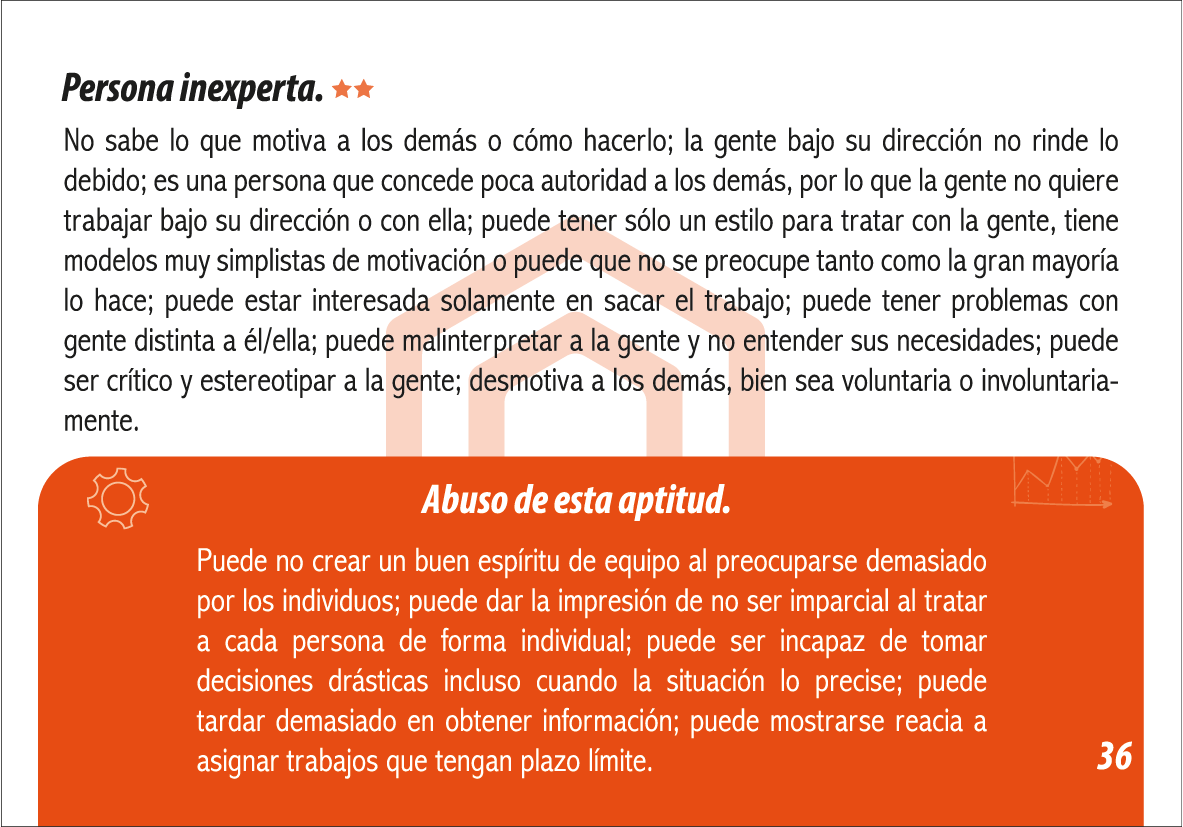 Persona inexperta.
No sabe lo que motiva a los demás o cómo hacerlo; la gente bajo su dirección no rinde lo
debido; es una persona que concede poca autoridad a los demás, por lo que la gente no quiere
trabajar bajo su dirección o con ella; puede tener sólo un estilo para tratar con la gente, tiene
modelos muy simplistas de motivación o puede que no se preocupe tanto como la gran mayoría
lo hace; puede estar interesada solamente en sacar el trabajo; puede tener problemas con
gente distinta a él/ella; puede malinterpretar a la gente y no entender sus necesidades; puede
ser crítico y estereotipar a la gente; desmotiva a los demás, bien sea voluntaria o involuntaria-
mente.
Abuso de esta aptitud.
Puede no crear un buen espíritu de equipo al preocuparse demasiado
por los individuos; puede dar la impresión de no ser imparcial al tratar
a cada persona de forma individual; puede ser incapaz de tomar
decisiones drásticas incluso cuando la situación lo precise; puede
tardar demasiado en obtener información; puede mostrarse reacia a
asignar trabajos que tengan plazo límite.
36